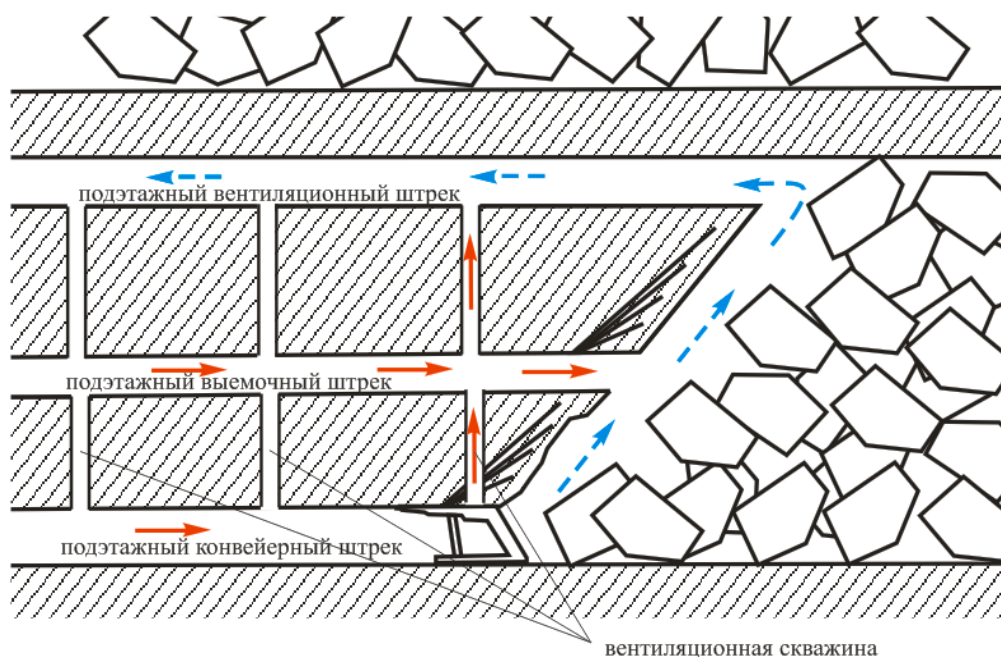 подэтажный вентиляционный штрек
подэтажный выемочный штрек
подэтажный конвейерный штрек
вентиляционная скважина